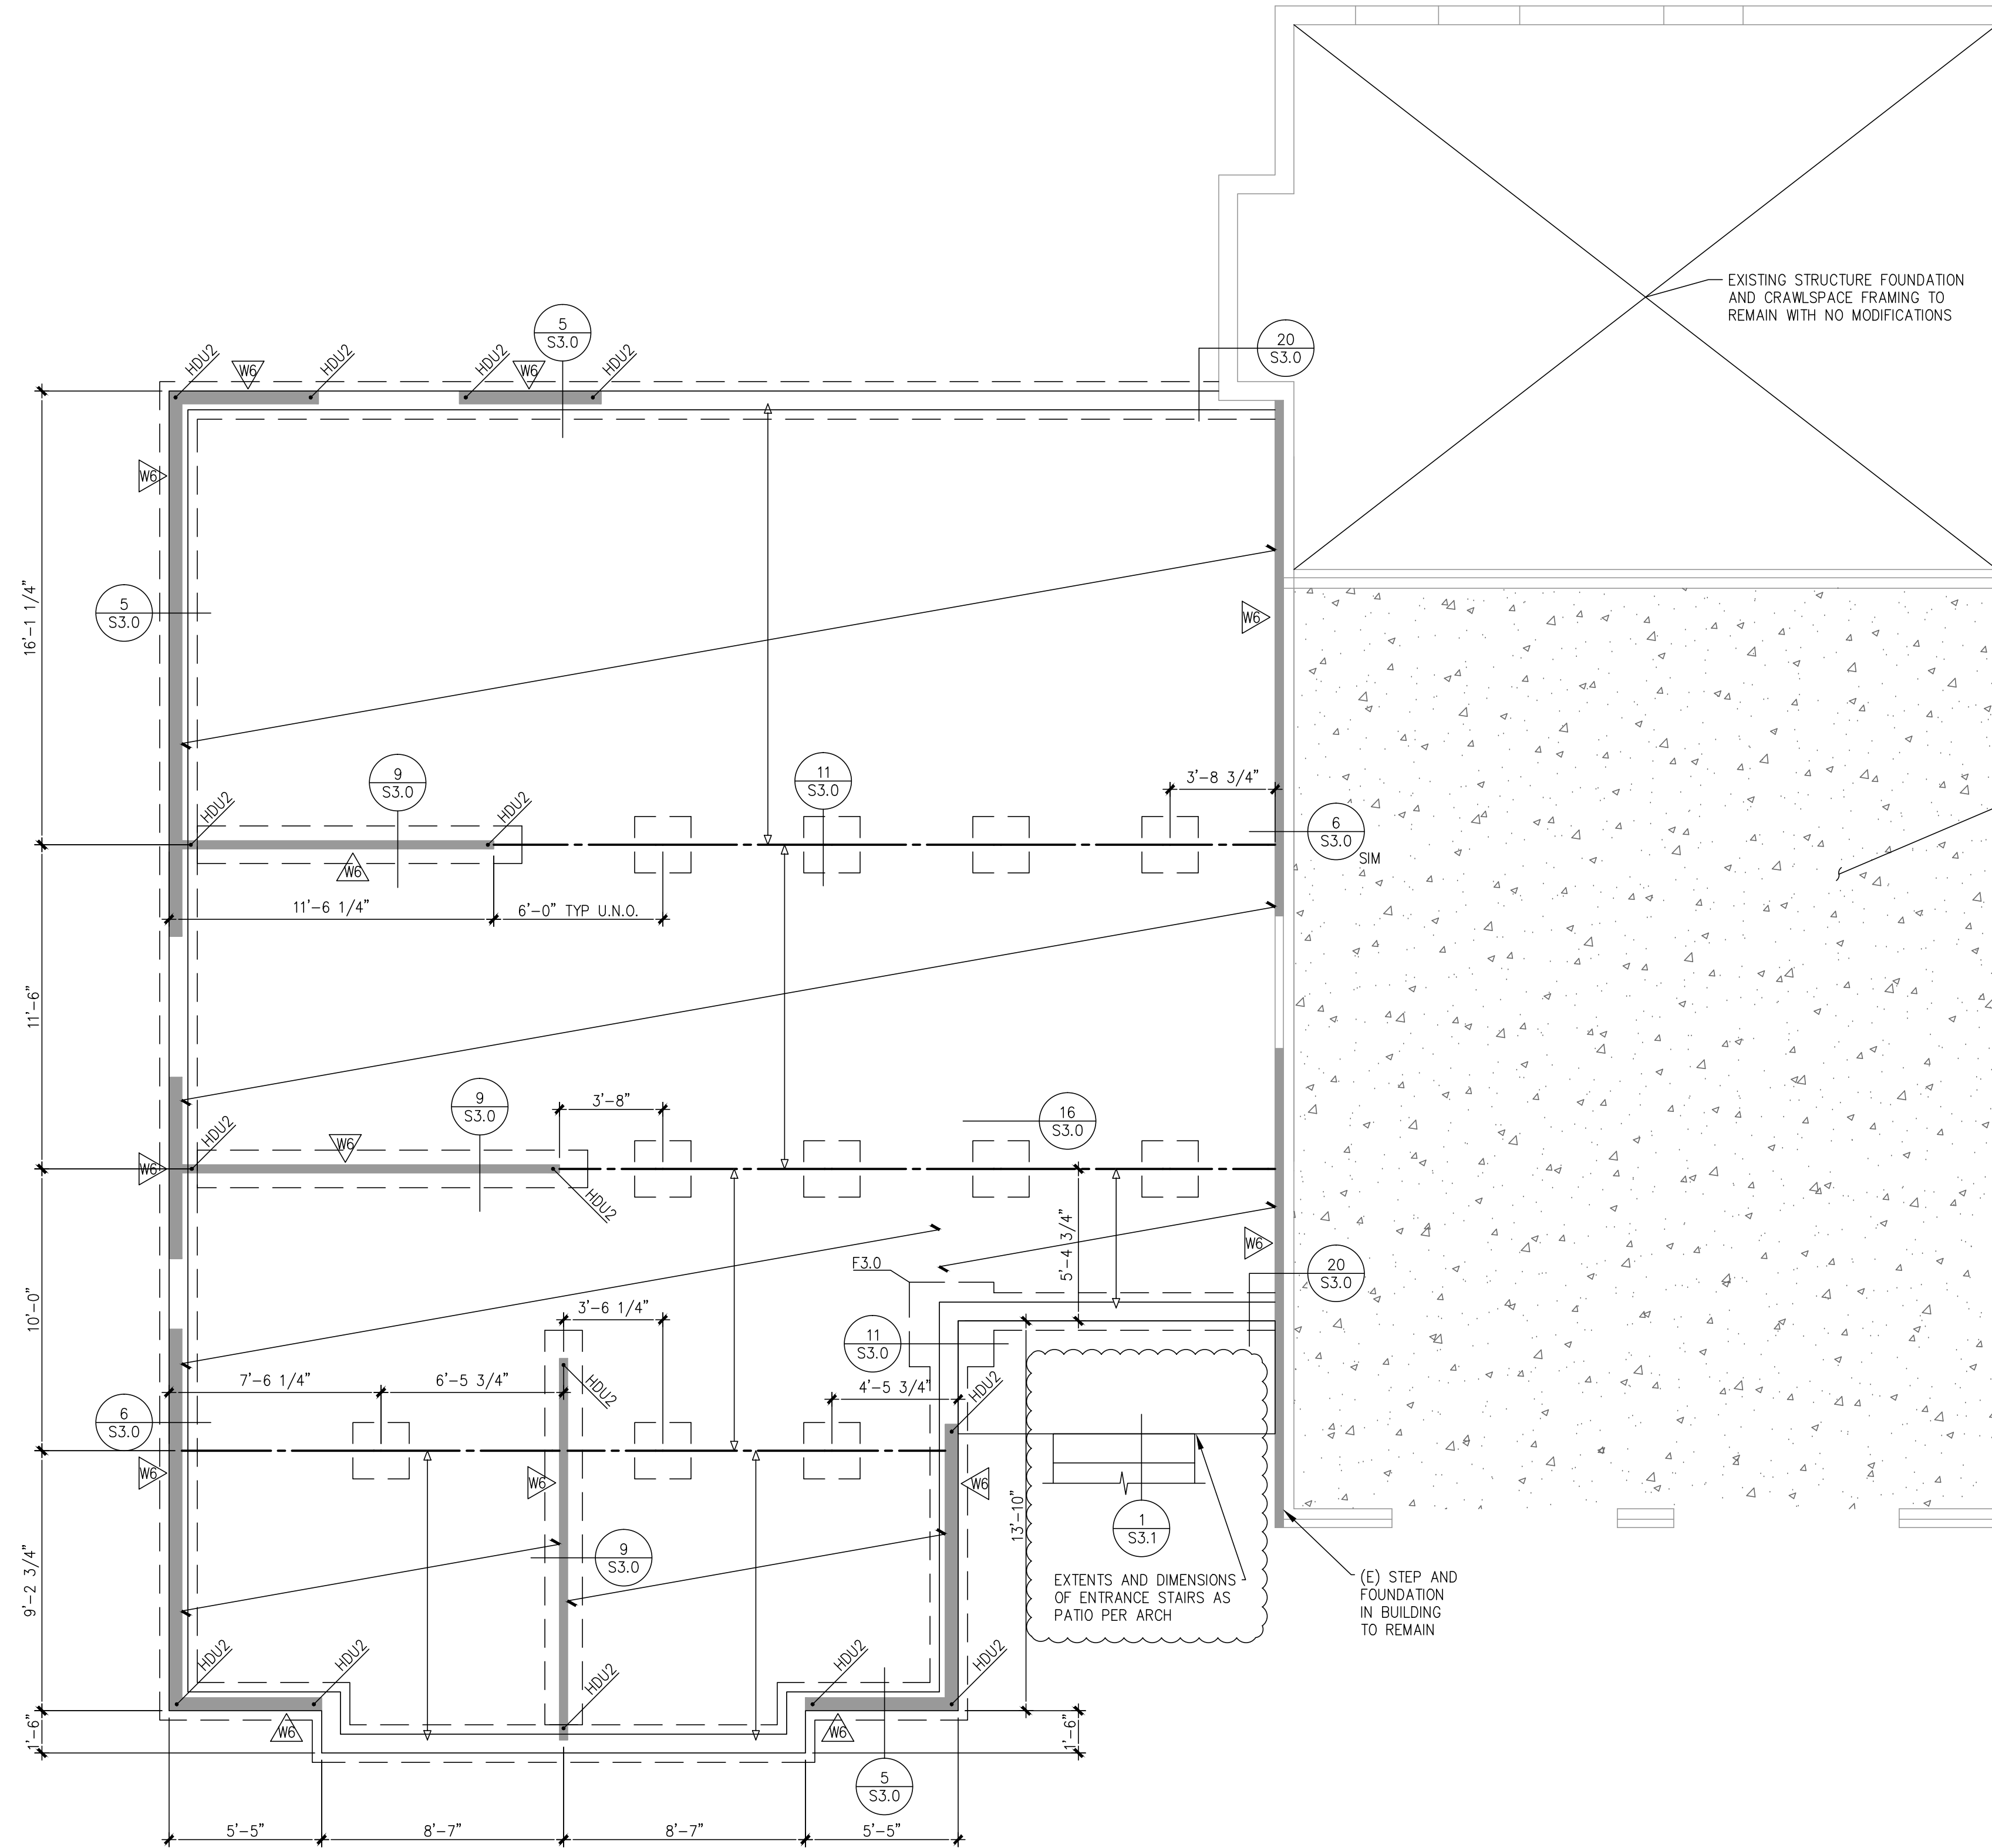 EXISTING STRUCTURE FOUNDATION
AND CRAWLSPACE FRAMING TO
REMAIN WITH NO MODIFICATIONS
5
S3.0
20
S3.0
HDU2
W6
HDU2
HDU2
W6
HDU2
W6
5
S3.0
W6
16'-1 1/4"
9
S3.0
11
S3.0
3'-8 3/4"
HDU2
HDU2
6
S3.0
SIM
W6
11'-6 1/4"
6'-0" TYP U.N.O.
11'-6"
9
S3.0
3'-8"
16
S3.0
HDU2
W6
W6
HDU2
5'-4 3/4"
W6
F3.0
20
S3.0
10'-0"
3'-6 1/4"
11
S3.0
7'-6 1/4"
6'-5 3/4"
HDU2
4'-5 3/4"
HDU2
6
S3.0
W6
W6
W6
13'-10"
1
S3.1
9
S3.0
9'-2 3/4"
EXTENTS AND DIMENSIONS
OF ENTRANCE STAIRS AS
PATIO PER ARCH
(E) STEP AND
FOUNDATION
IN BUILDING
TO REMAIN
HDU2
HDU2
HDU2
HDU2
HDU2
W6
W6
1'-6"
1'-6"
5
S3.0
5'-5"
8'-7"
8'-7"
5'-5"